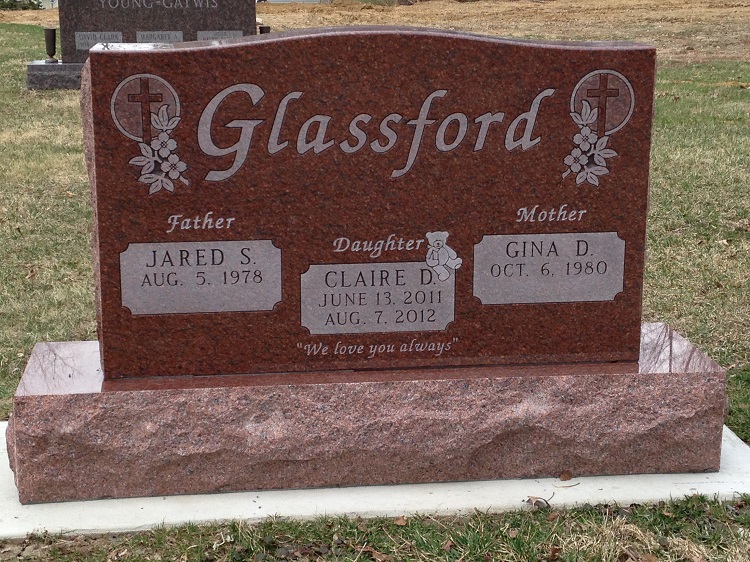 YOUNG-GATWIS
Glassford
Father
JARED S.
AUG. 5, 1978
Daughter
CLAIRE D.
JUNE 13, 2011
AUG. 7, 2012
Mother
GINA D.
OCT. 6, 1980
"We love you always"